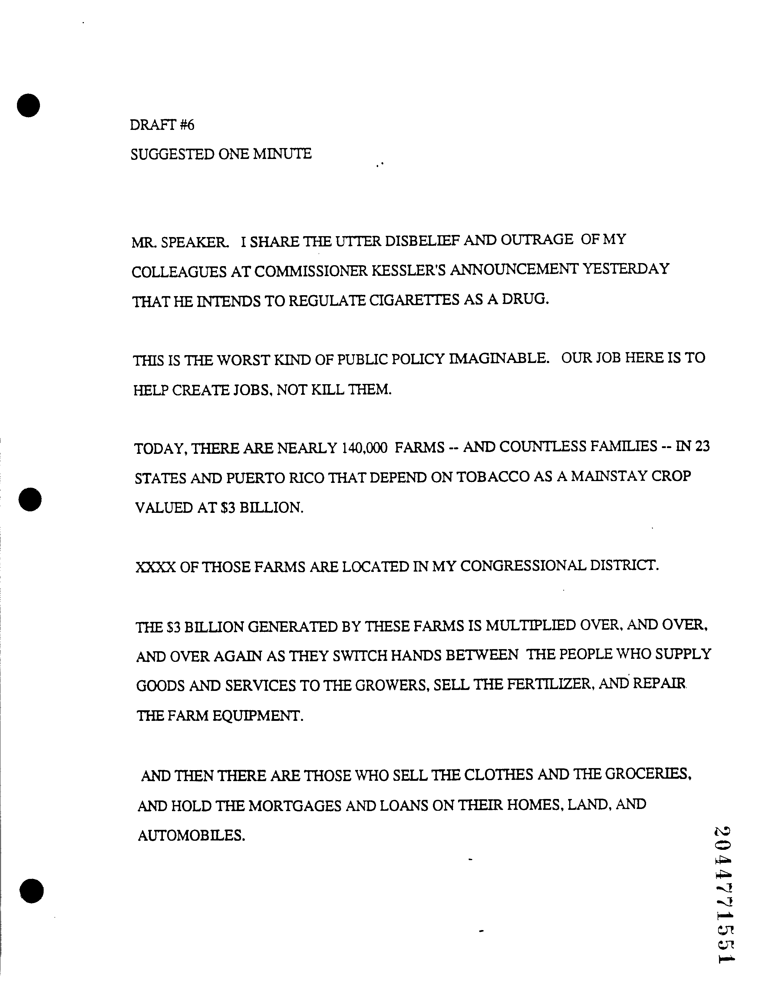 DRAFT #6
SUGGESTED ONE MINUTE
MR. SPEAKER. I SHARE THE UTTER DISBELIEF AND OUTRAGE OF MY
COLLEAGUES AT COMMISSIONER KESSLER'S ANNOUNCEMENT YESTERDAY
THAT HE INTENDS TO REGULATE CIGARETTES AS A DRUG.
THIS IS THE WORST KIND OF PUBLIC POLICY IMAGINABLE. OUR JOB HERE IS TO
HELP CREATE JOBS, NOT KILL THEM.
TODAY, THERE ARE NEARLY 140,000 FARMS -- AND COUNTLESS FAMILIES -- IN 23
STATES AND PUERTO RICO THAT DEPEND ON TOBACCO AS A MAINSTAY CROP
VALUED AT $3 BILLION.
XXXX OF THOSE FARMS ARE LOCATED IN MY CONGRESSIONAL DISTRICT.
THE $3 BILLION GENERATED BY THESE FARMS IS MULTIPLIED OVER, AND OVER,
AND OVER AGAIN AS THEY SWITCH HANDS BETWEEN THE PEOPLE WHO SUPPLY
GOODS AND SERVICES TO THE GROWERS, SELL THE FERTILIZER, AND REPAIR
THE FARM EQUIPMENT.
AND THEN THERE ARE THOSE WHO SELL THE CLOTHES AND THE GROCERIES,
AND HOLD THE MORTGAGES AND LOANS ON THEIR HOMES, LAND, AND
AUTOMOBILES.
2044771551